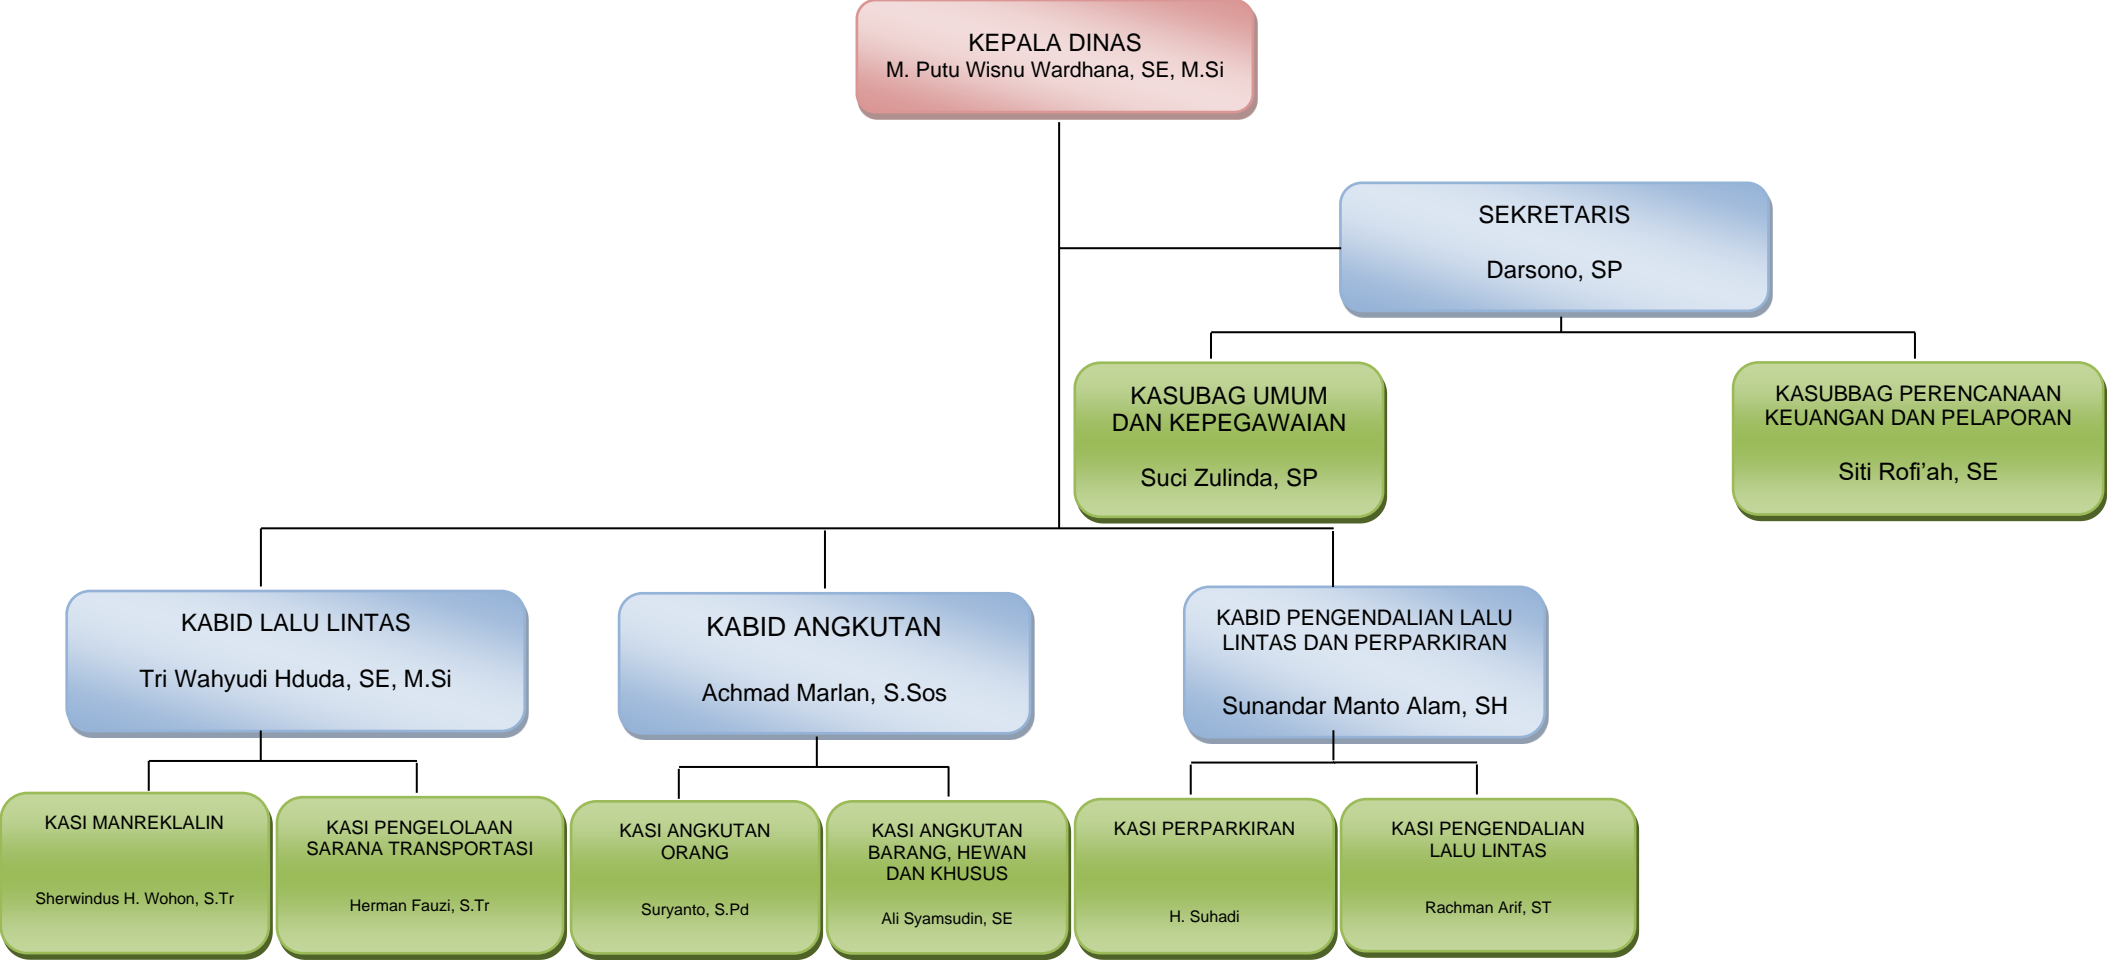 KEPALA DINAS
M. Putu Wisnu Wardhana, SE, M.Si
SEKRETARIS
Darsono, SP
KASUBAG UMUM
DAN KEPEGAWAIAN
Suci Zulinda, SP
KASUBBAG PERENCANAAN
KEUANGAN DAN PELAPORAN
Siti Rofi’ah, SE
KABID LALU LINTAS
Tri Wahyudi Hduda, SE, M.Si
KABID ANGKUTAN
Achmad Marlan, S.Sos
KABID PENGENDALIAN LALU
LINTAS DAN PERPARKIRAN
Sunandar Manto Alam, SH
KASI MANREKLALIN
Sherwindus H. Wohon, S.Tr
KASI PENGELOLAAN
SARANA TRANSPORTASI
Herman Fauzi, S.Tr
KASI ANGKUTAN
ORANG
Suryanto, S.Pd
KASI ANGKUTAN
BARANG, HEWAN
DAN KHUSUS
Ali Syamsudin, SE
KASI PERPARKIRAN
H. Suhadi
KASI PENGENDALIAN
LALU LINTAS
Rachman Arif, ST